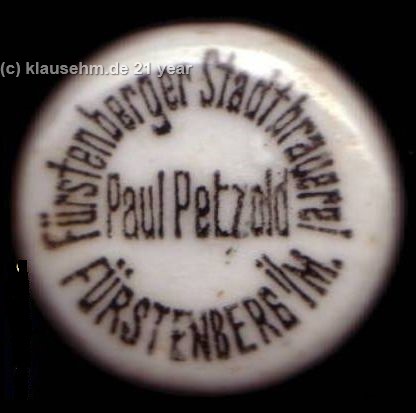 (c) klausehm.de 21 year
Fürstenberger Stadtbrauerei
Paul Petzold
FÜRSTENBERG i/M.